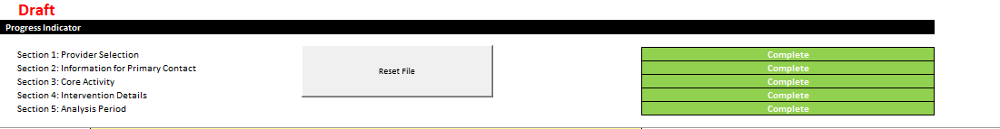 Draft
Progress Indicator
Section 1: Provider Selection Complete
Section 2: Information for Primary Contact Complete
Reset File
Section 3: Core Activity Complete
Section 4: Intervention Details Complete
Section 5: Analysis Period Complete